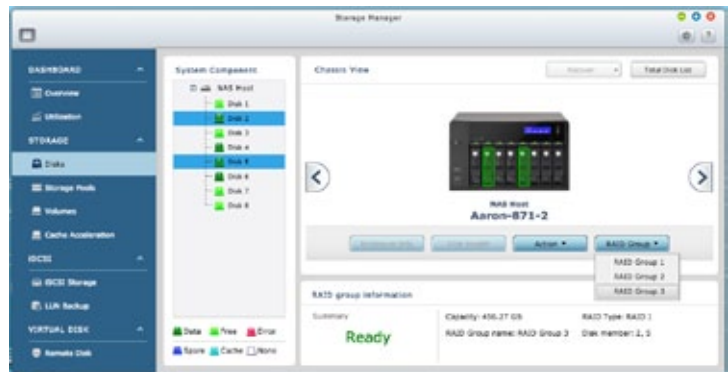 Storage Manager
DASHBOARD
Overview
Utilization
STORAGE
Disks
Storage Pools
Volumes
Cache Acceleration
iSCSI
iSCSI Storage
LUN Backup
VIRTUAL DISK
Remote Disk
System Component
NAS Host
Disk 1
Disk 2
Disk 3
Disk 4
Disk 5
Disk 6
Disk 7
Disk 8
Data Free Error
Spare Cache None
Chassis View
Recover Total Disk List
NAS Host
Aaron-871-2
Action RAID Group
RAID Group 1
RAID Group 2
RAID Group 3
RAID group information
Summary
Ready
Capacity: 456.27 GB RAID Type: RAID 1
RAID Group name: RAID Group 3 Disk member: 2, 5